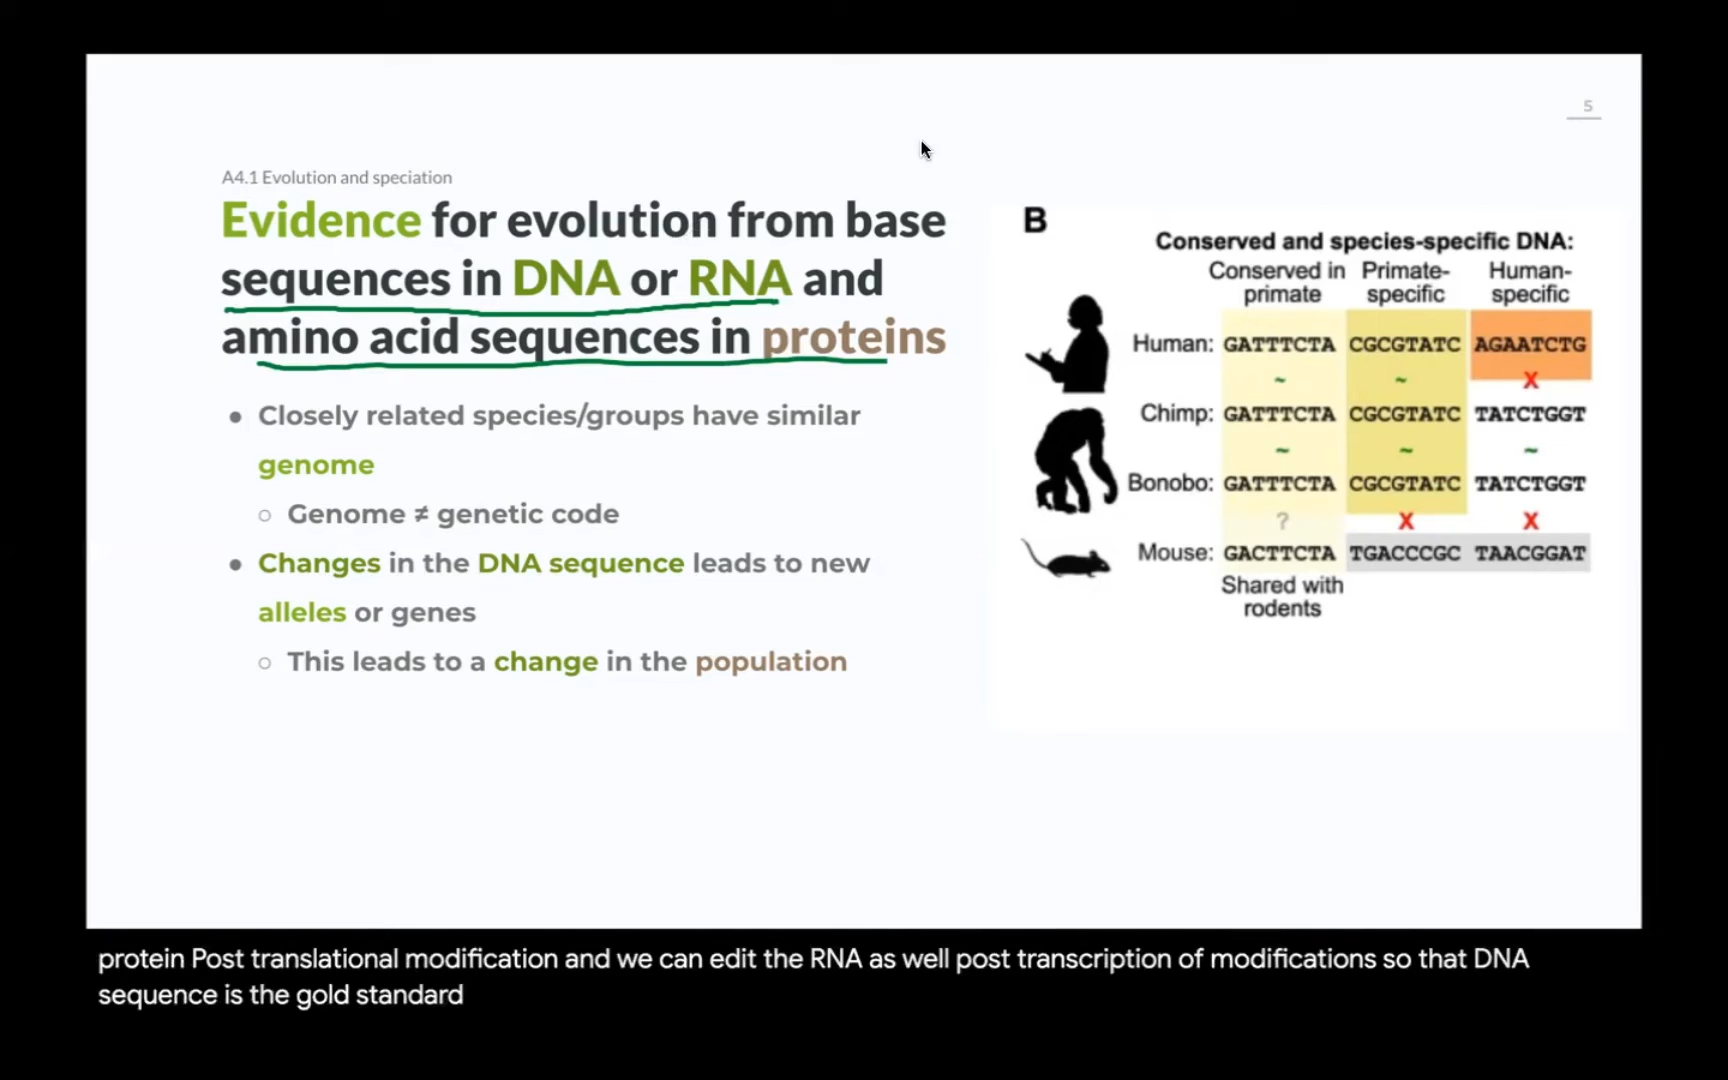 5
A4.1 Evolution and speciation
Evidence for evolution from base
sequences in DNA or RNA and
amino acid sequences in proteins
● Closely related species/groups have similar
genome
○ Genome ≠ genetic code
● Changes in the DNA sequence leads to new
alleles or genes
○ This leads to a change in the population
B
Conserved and species-specific DNA:
Conserved in primate Primate-specific Human-specific
Human: GATTTCTA CGCGTATC AGAATCTG
~ ~ X
Chimp: GATTTCTA CGCGTATC TATCTGGT
~ ~ ~
Bonobo: GATTTCTA CGCGTATC TATCTGGT
? X X
Mouse: GACTTCTA TGACCCGC TAACGGAT
Shared with
rodents
protein Post translational modification and we can edit the RNA as well post transcription of modifications so that DNA
sequence is the gold standard